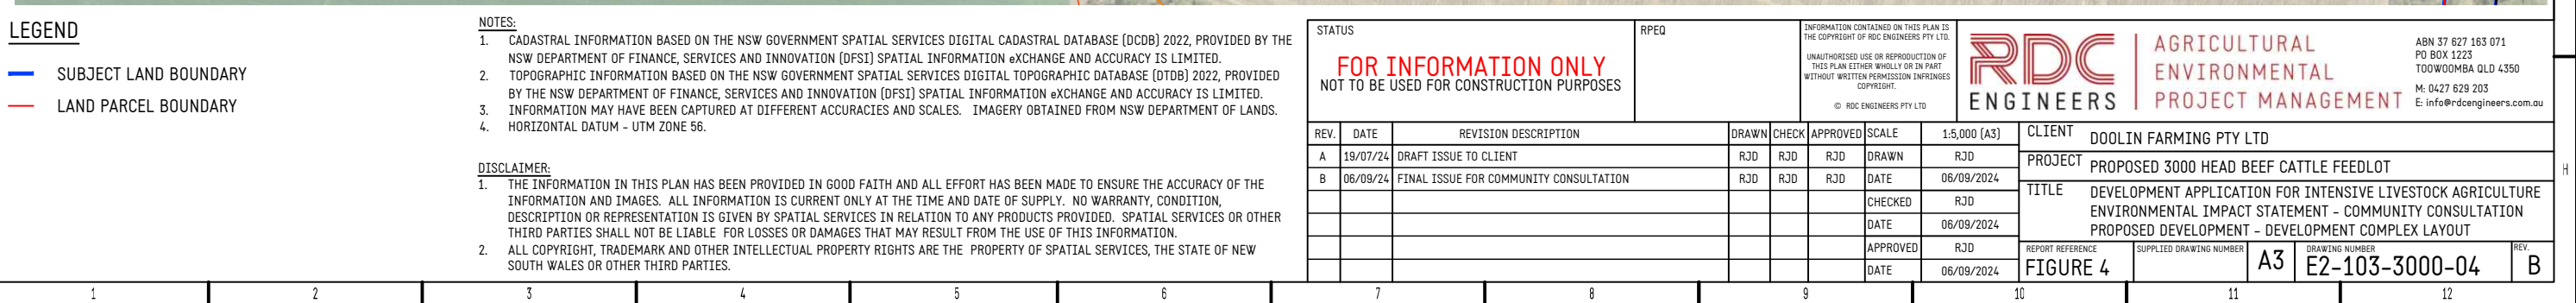 LEGEND
SUBJECT LAND BOUNDARY
LAND PARCEL BOUNDARY
NOTES:
1. CADASTRAL INFORMATION BASED ON THE NSW GOVERNMENT SPATIAL SERVICES DIGITAL CADASTRAL DATABASE (DCDB) 2022, PROVIDED BY THE
NSW DEPARTMENT OF FINANCE, SERVICES AND INNOVATION (DFSI) SPATIAL INFORMATION eXCHANGE AND ACCURACY IS LIMITED.
2. TOPOGRAPHIC INFORMATION BASED ON THE NSW GOVERNMENT SPATIAL SERVICES DIGITAL TOPOGRAPHIC DATABASE (DTDB) 2022, PROVIDED
BY THE NSW DEPARTMENT OF FINANCE, SERVICES AND INNOVATION (DFSI) SPATIAL INFORMATION eXCHANGE AND ACCURACY IS LIMITED.
3. INFORMATION MAY HAVE BEEN CAPTURED AT DIFFERENT ACCURACIES AND SCALES. IMAGERY OBTAINED FROM NSW DEPARTMENT OF LANDS.
4. HORIZONTAL DATUM - UTM ZONE 56.
DISCLAIMER:
1. THE INFORMATION IN THIS PLAN HAS BEEN PROVIDED IN GOOD FAITH AND ALL EFFORT HAS BEEN MADE TO ENSURE THE ACCURACY OF THE
INFORMATION AND IMAGES. ALL INFORMATION IS CURRENT ONLY AT THE TIME AND DATE OF SUPPLY. NO WARRANTY, CONDITION,
DESCRIPTION OR REPRESENTATION IS GIVEN BY SPATIAL SERVICES IN RELATION TO ANY PRODUCTS PROVIDED. SPATIAL SERVICES OR OTHER
THIRD PARTIES SHALL NOT BE LIABLE FOR LOSSES OR DAMAGES THAT MAY RESULT FROM THE USE OF THIS INFORMATION.
2. ALL COPYRIGHT, TRADEMARK AND OTHER INTELLECTUAL PROPERTY RIGHTS ARE THE PROPERTY OF SPATIAL SERVICES, THE STATE OF NEW
SOUTH WALES OR OTHER THIRD PARTIES.
STATUS
FOR INFORMATION ONLY
NOT TO BE USED FOR CONSTRUCTION PURPOSES
RPEQ
INFORMATION CONTAINED ON THIS PLAN IS
THE COPYRIGHT OF RDC ENGINEERS PTY LTD.
UNAUTHORISED USE OR REPRODUCTION OF
THIS PLAN EITHER WHOLLY OR IN PART
WITHOUT WRITTEN PERMISSION INFRINGES
COPYRIGHT.
© RDC ENGINEERS PTY LTD
RDC
ENGINEERS
AGRICULTURAL
ENVIRONMENTAL
PROJECT MANAGEMENT
ABN 37 627 163 071
PO BOX 1223
TOOWOOMBA QLD 4350
M: 0427 629 203
E: info@rdcengineers.com.au
REV. DATE REVISION DESCRIPTION DRAWN CHECK APPROVED
A 19/07/24 DRAFT ISSUE TO CLIENT RJD RJD RJD
B 06/09/24 FINAL ISSUE FOR COMMUNITY CONSULTATION RJD RJD RJD
SCALE 1:5,000 (A3)
DRAWN RJD
DATE 06/09/2024
CHECKED RJD
DATE 06/09/2024
APPROVED RJD
DATE 06/09/2024
CLIENT DOOLIN FARMING PTY LTD
PROJECT PROPOSED 3000 HEAD BEEF CATTLE FEEDLOT
TITLE DEVELOPMENT APPLICATION FOR INTENSIVE LIVESTOCK AGRICULTURE
ENVIRONMENTAL IMPACT STATEMENT - COMMUNITY CONSULTATION
PROPOSED DEVELOPMENT - DEVELOPMENT COMPLEX LAYOUT
REPORT REFERENCE
FIGURE 4
SUPPLIED DRAWING NUMBER
A3
DRAWING NUMBER
E2-103-3000-04
REV.
B
H
1 2 3 4 5 6 7 8 9 10 11 12